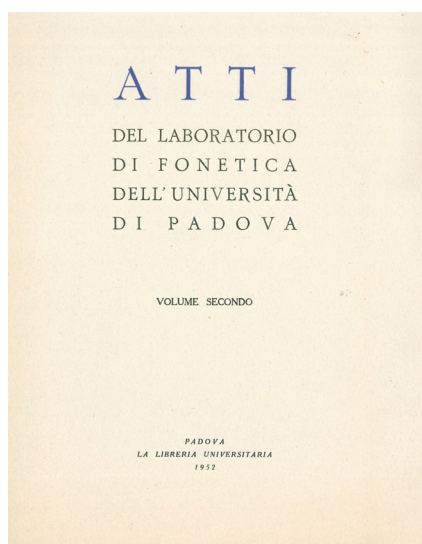 ATTI
DEL LABORATORIO
DI FONETICA
DELL'UNIVERSITÀ
DI PADOVA
VOLUME SECONDO
PADOVA
LA LIBRERIA UNIVERSITARIA
1952